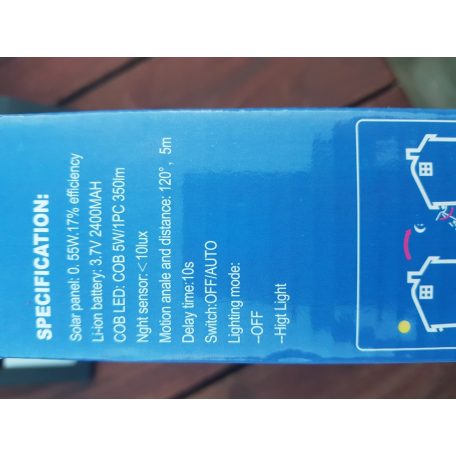 SPECIFICATION:
Solar panel: 0. 55W.17% efficiency
Li-ion battery: 3.7V 2400MAH
COB LED: COB 5W/1PC 350lm
Nght sensor:<10lux
Motion anale and distance: 120°, 5m
Delay time:10s
Switch:OFF/AUTO
Lighting mode:
-OFF
-Higt Light